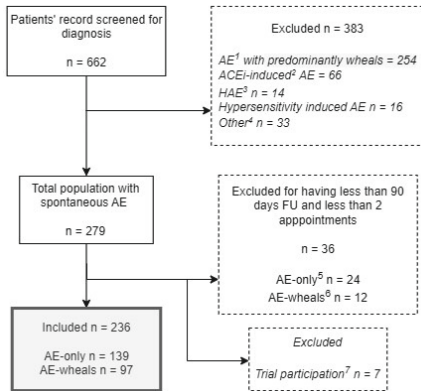 Patients' record screened for
diagnosis
n = 662
Excluded n = 383
AE¹ with predominantly wheals = 254
ACEi-induced² AE = 66
HAE³ n = 14
Hypersensitivity induced AE n = 16
Other⁴ n = 33
Total population with
spontaneous AE
n = 279
Excluded for having less than 90
days FU and less than 2
apppointments
n = 36
AE-only⁵ n = 24
AE-wheals⁶ n = 12
Included n = 236
AE-only = 139
AE-wheals = 97
Excluded
Trial participation⁷ n = 7